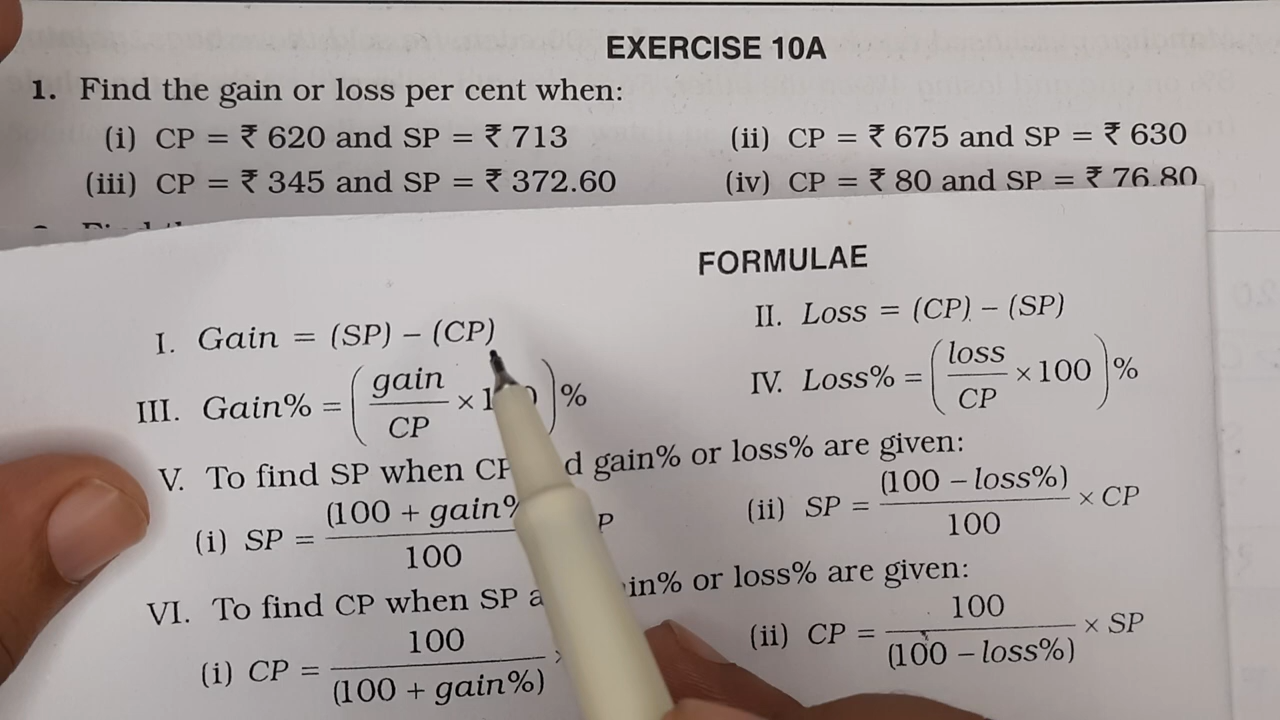 EXERCISE 10A
1. Find the gain or loss per cent when:
(i) CP = ₹ 620 and SP = ₹ 713
(ii) CP = ₹ 675 and SP = ₹ 630
(iii) CP = ₹ 345 and SP = ₹ 372.60
(iv) CP = ₹ 80 and SP = ₹ 76.80
FORMULAE
I. Gain = (SP) – (CP)
II. Loss = (CP) – (SP)
III. Gain% = (gain/CP × 1 )%
IV. Loss% = (loss/CP × 100)%
V. To find SP when gain% or loss% are given:
(i) SP = (100 + gain%/100
(ii) SP = (100 – loss%)/100 × CP
VI. To find CP when SP or loss% are given:
(i) CP = 100/(100 + gain%)
(ii) CP = 100/(100 – loss%) × SP